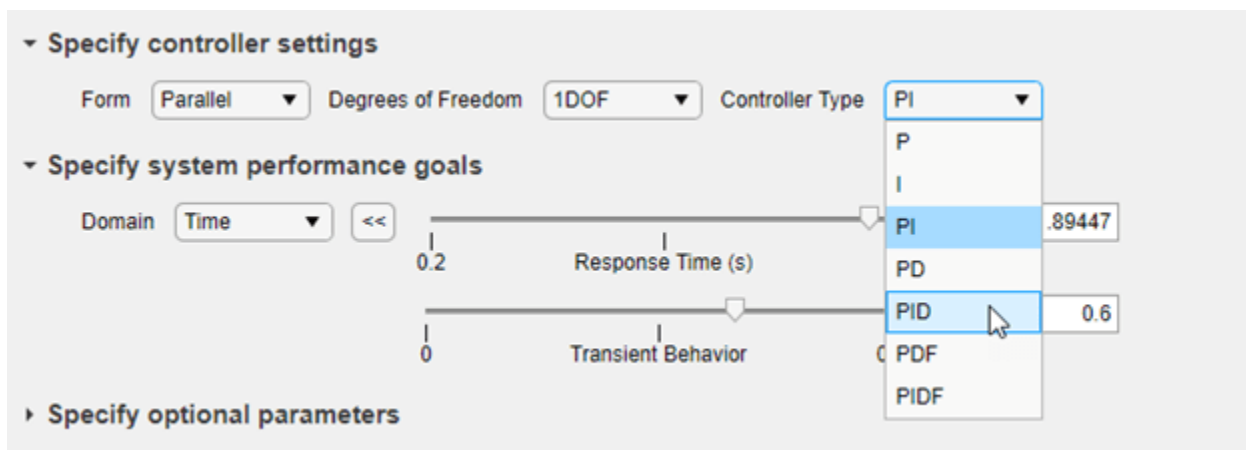 Specify controller settings
Form Parallel Degrees of Freedom 1DOF Controller Type PI
P
Specify system performance goals
I
Domain Time << PI .89447
0.2 Response Time (s) PD
PID 0.6
0 Transient Behavior PDF
PIDF
Specify optional parameters